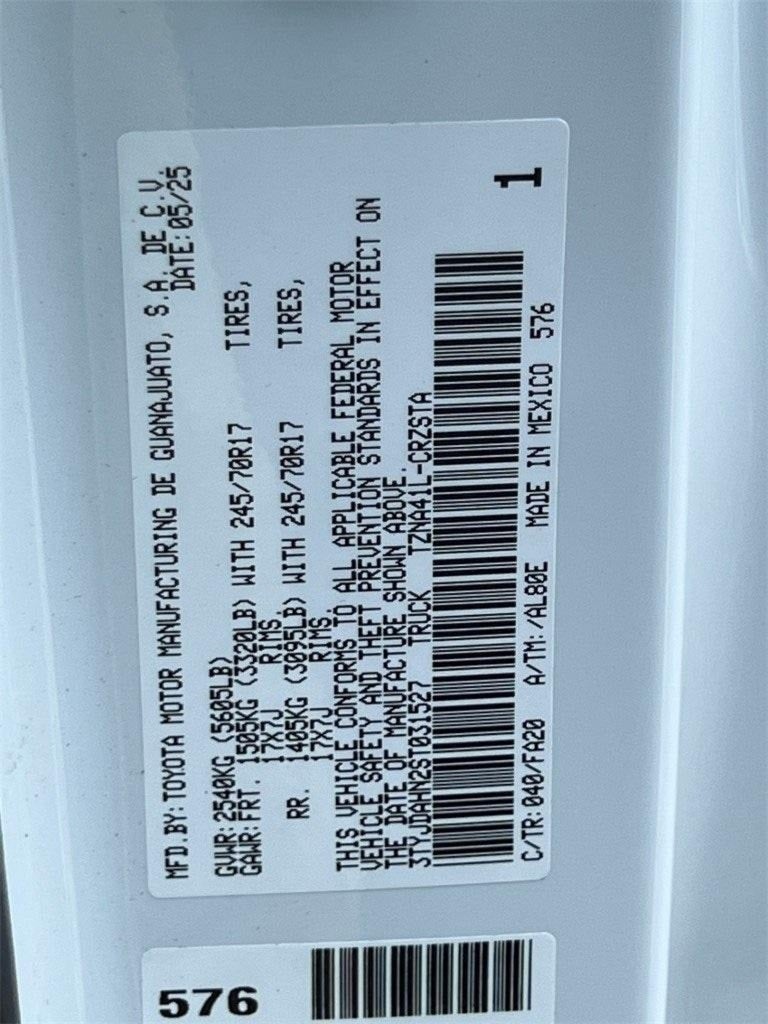 MFD.BY:TOYOTA MOTOR MANUFACTURING DE GUANAJUATO, S.A. DE C.V.
DATE:05/25
GVWR:2540KG (5605LB)
GAWR:FRT. 1505KG (3320LB) WITH 245/70R17 TIRES,
17X7J RIMS.
RR. 1405KG (3095LB) WITH 245/70R17 TIRES,
17X7J RIMS.
THIS VEHICLE CONFORMS TO ALL APPLICABLE FEDERAL MOTOR
VEHICLE SAFETY AND THEFT PREVENTION STANDARDS IN EFFECT ON
THE DATE OF MANUFACTURE SHOWN ABOVE.
3TYJDAHN2ST031527 TRUCK TZNA41L-CRZSTA
1
C/TR:040/FA20 A/TM:/AL80E MADE IN MEXICO 576
576